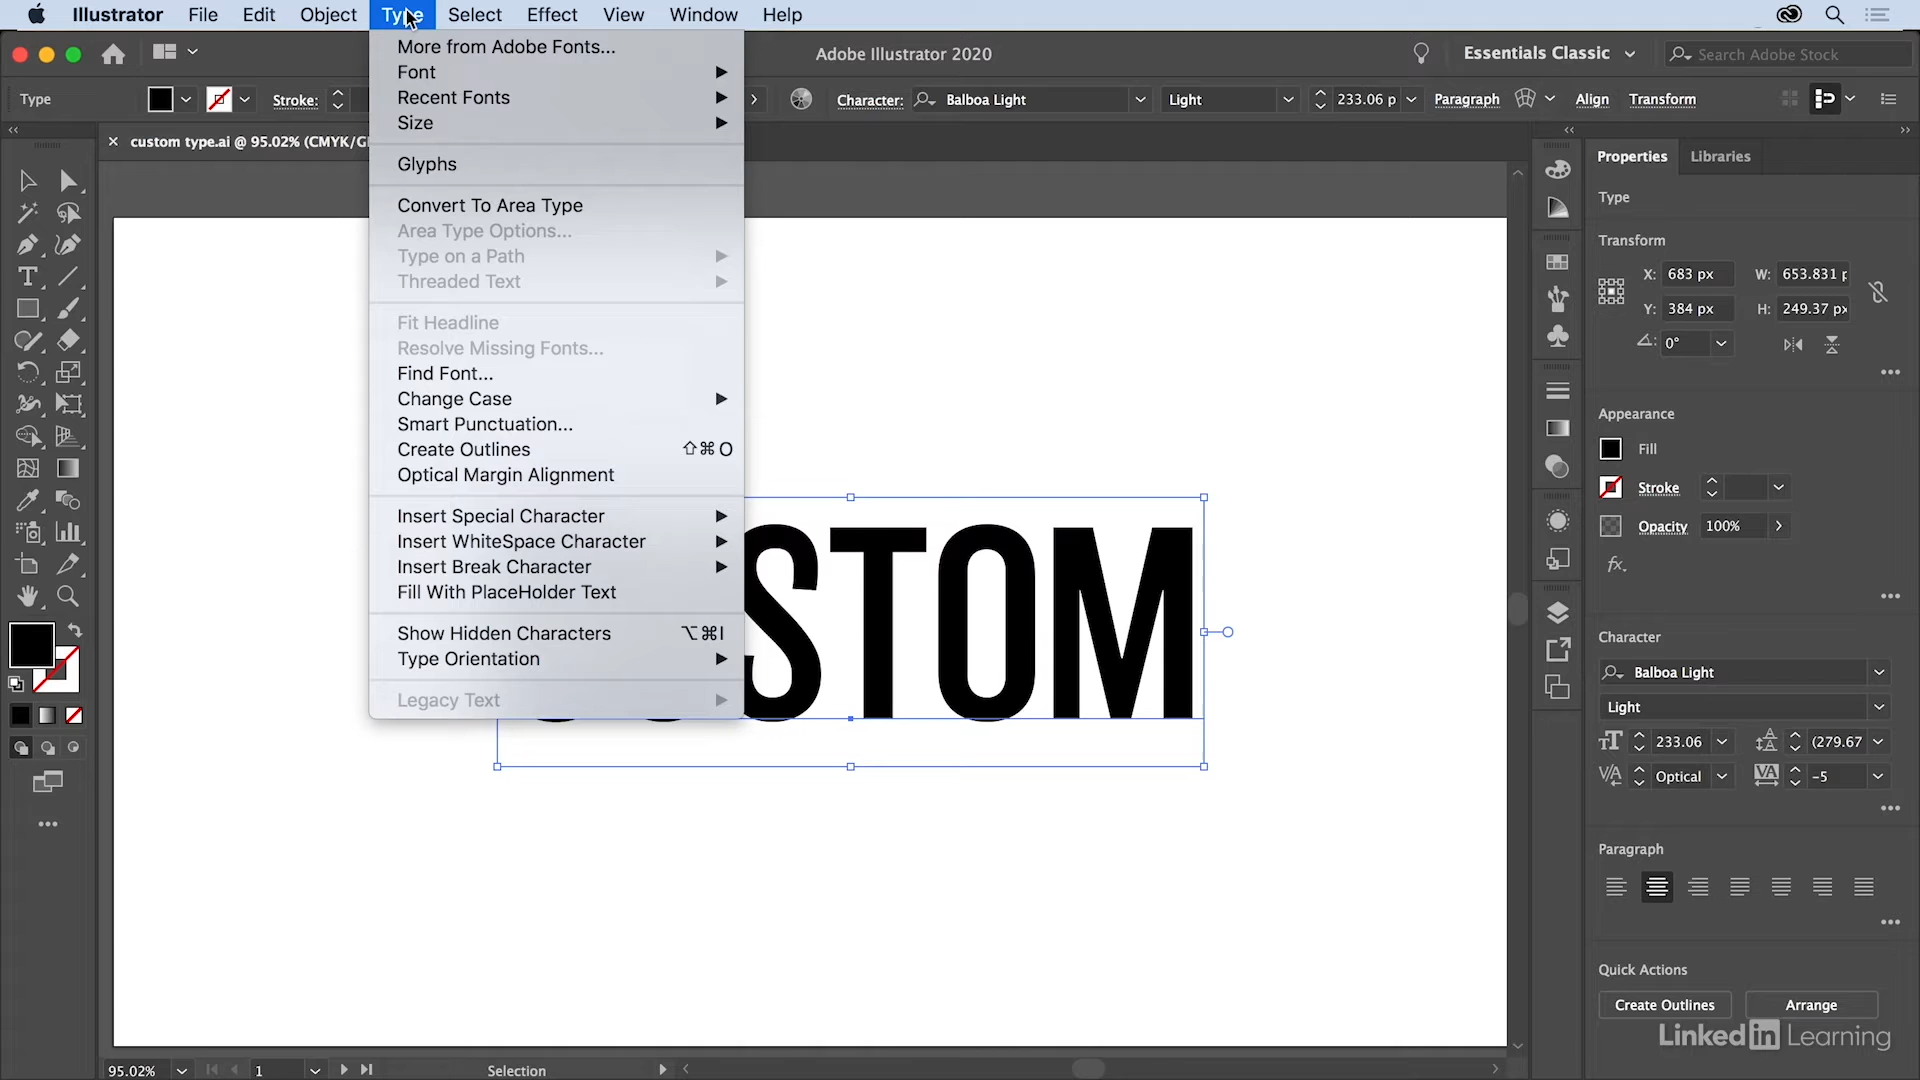 Illustrator File Edit Object Type Select Effect View Window Help
Adobe Illustrator 2020
Essentials Classic
Search Adobe Stock
Type
Stroke:
Character:
Balboa Light
Light
233.06 p
Paragraph
Align
Transform
custom type.ai @ 95.02% (CMYK/G
More from Adobe Fonts...
Font
Recent Fonts
Size
Glyphs
Convert To Area Type
Area Type Options...
Type on a Path
Threaded Text
Fit Headline
Resolve Missing Fonts...
Find Font...
Change Case
Smart Punctuation...
Create Outlines ⇧⌘O
Optical Margin Alignment
Insert Special Character
Insert WhiteSpace Character
Insert Break Character
Fill With PlaceHolder Text
Show Hidden Characters ⌥⌘I
Type Orientation
Legacy Text
STOM
Properties Libraries
Type
Transform
X: 683 px W: 653.831 p
Y: 384 px H: 249.37 px
0°
Appearance
Fill
Stroke
Opacity 100%
fx.
Character
Balboa Light
Light
233.06 (279.67
Optical -5
Paragraph
Quick Actions
Create Outlines Arrange
Linked in Learning
95.02% 1 Selection